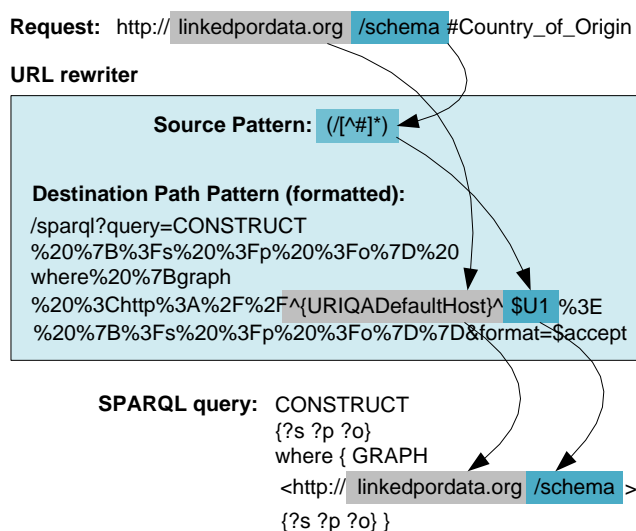 Request: http:// linkedpordata.org /schema #Country_of_Origin
URL rewriter
Source Pattern: (/[^#]*)
Destination Path Pattern (formatted):
/sparql?query=CONSTRUCT
%20%7B%3Fs%20%3Fp%20%3Fo%7D%20
where%20%7Bgraph
%20%3Chttp%3A%2F%2F^{URIQADefaultHost}^ $U1 %3E
%20%7B%3Fs%20%3Fp%20%3Fo%7D%7D&format=$accept
SPARQL query: CONSTRUCT
{?s ?p ?o}
where { GRAPH
<http:// linkedpordata.org /schema >
{?s ?p ?o} }